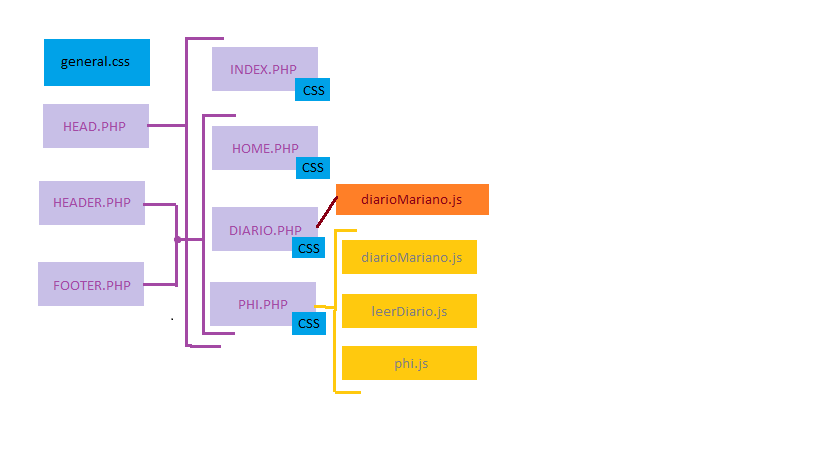 general.css
INDEX.PHP
CSS
HEAD.PHP
HOME.PHP
CSS
HEADER.PHP
diarioMariano.js
DIARIO.PHP
CSS
diarioMariano.js
FOOTER.PHP
PHI.PHP
CSS
leerDiario.js
phi.js